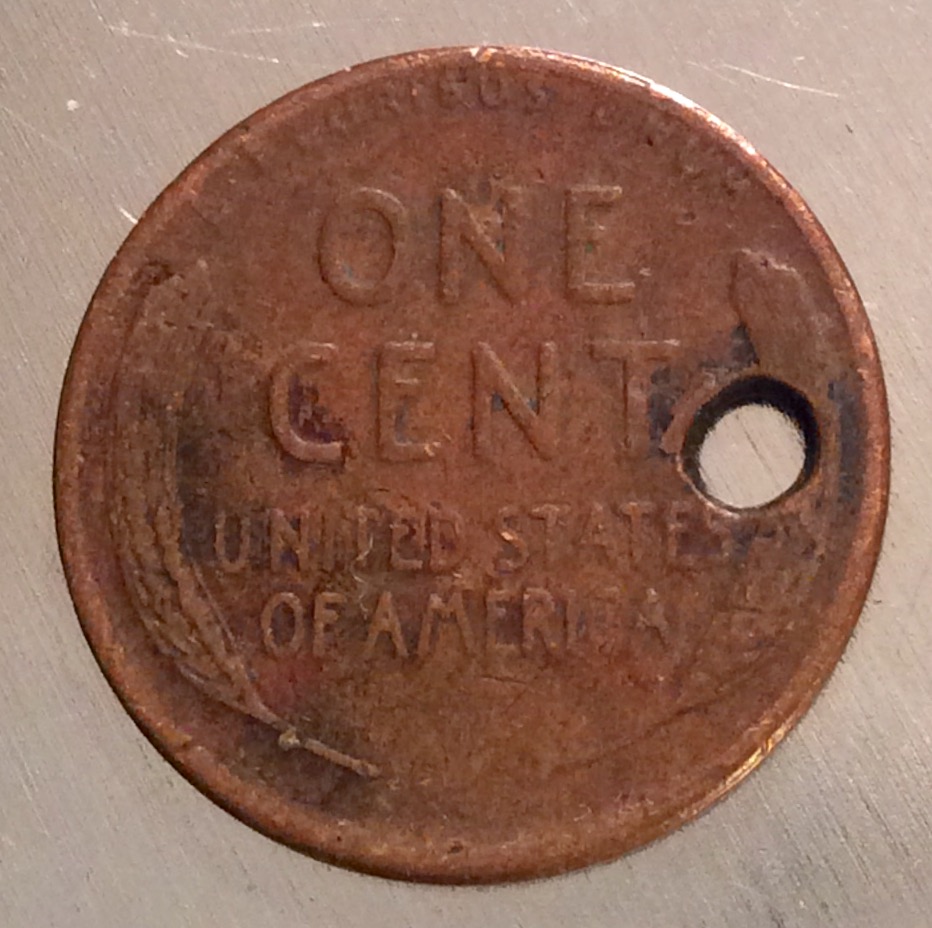 ONE
CENT
UNITED STATES
OF AMERICA